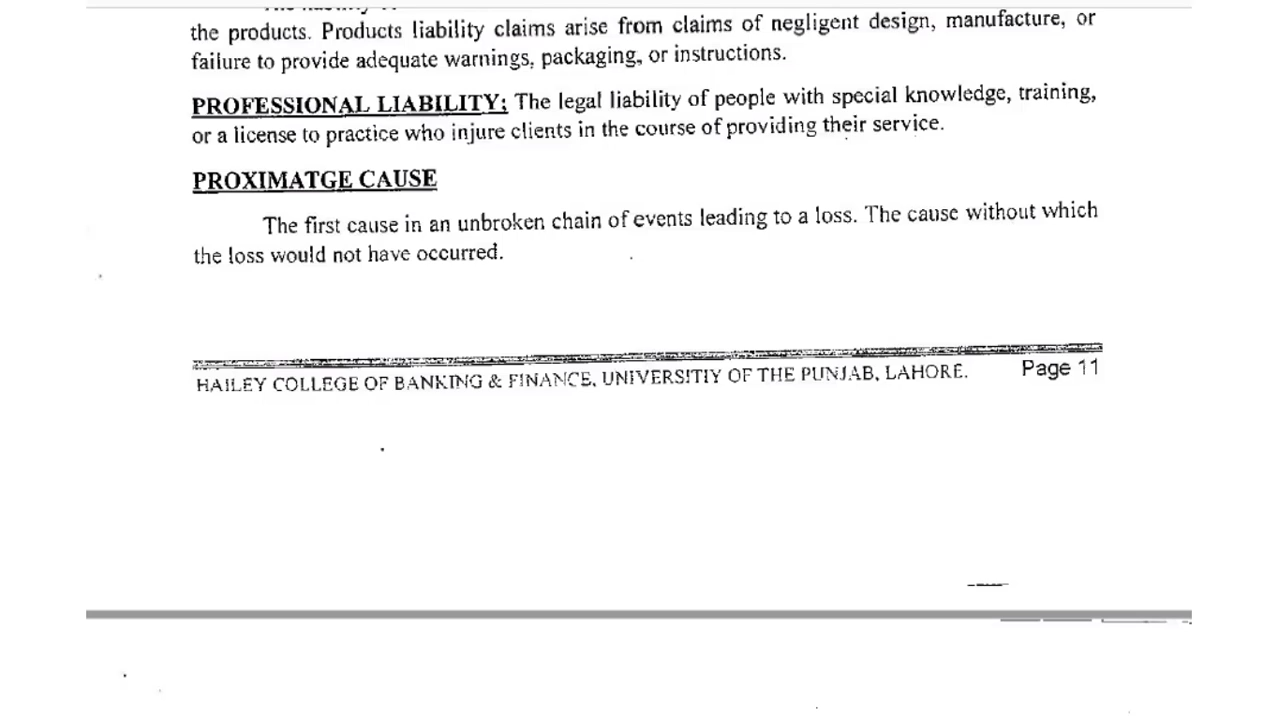 the products. Products liability claims arise from claims of negligent design, manufacture, or
failure to provide adequate warnings, packaging, or instructions.
PROFESSIONAL LIABILITY: The legal liability of people with special knowledge, training,
or a license to practice who injure clients in the course of providing their service.
PROXIMATGE CAUSE
The first cause in an unbroken chain of events leading to a loss. The cause without which
the loss would not have occurred.
HAILEY COLLEGE OF BANKING & FINANCE, UNIVERSITIY OF THE PUNJAB, LAHORE. Page 11